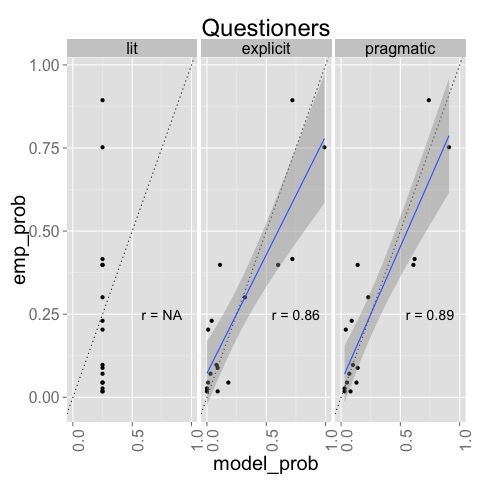 Questioners
lit explicit pragmatic
1.00
0.75
0.50
0.25
0.00
emp_prob
r = NA r = 0.86 r = 0.89
0.0 0.5 1.0 0.0 0.5 1.0 0.0 0.5 1.0
model_prob